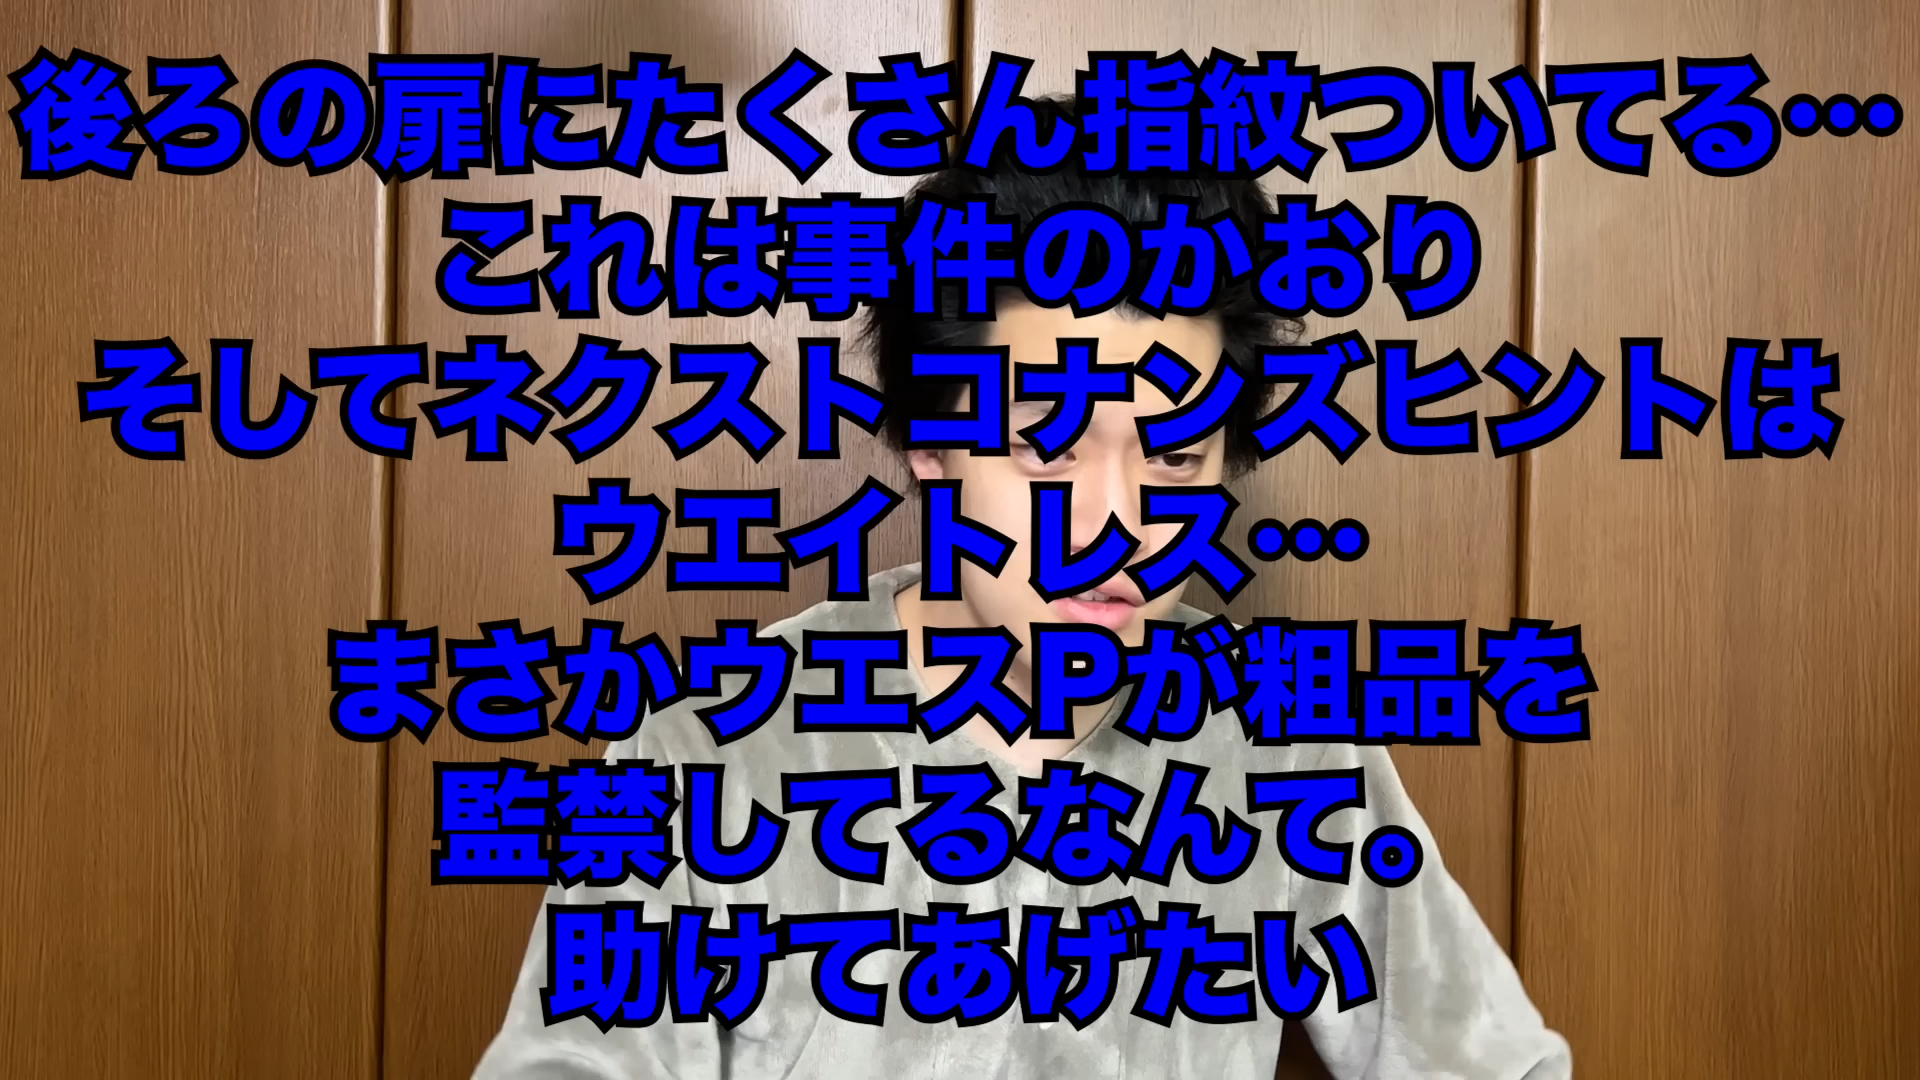 後ろの扉にたくさん指紋ついてる…
これは事件のかおり
そしてネクストコナンズヒントは
ウエイトレス…
まさかウエスPが粗品を
監禁してるなんて。
助けてあげたい